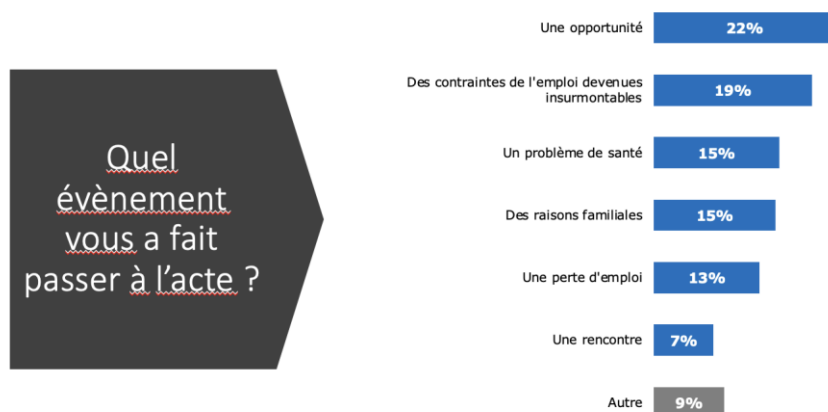 Quel
évènement
vous a fait
passer à l'acte ?
Une opportunité
22%
Des contraintes de l'emploi devenues
insurmontables
19%
Un problème de santé
15%
Des raisons familiales
15%
Une perte d'emploi
13%
Une rencontre
7%
Autre
9%